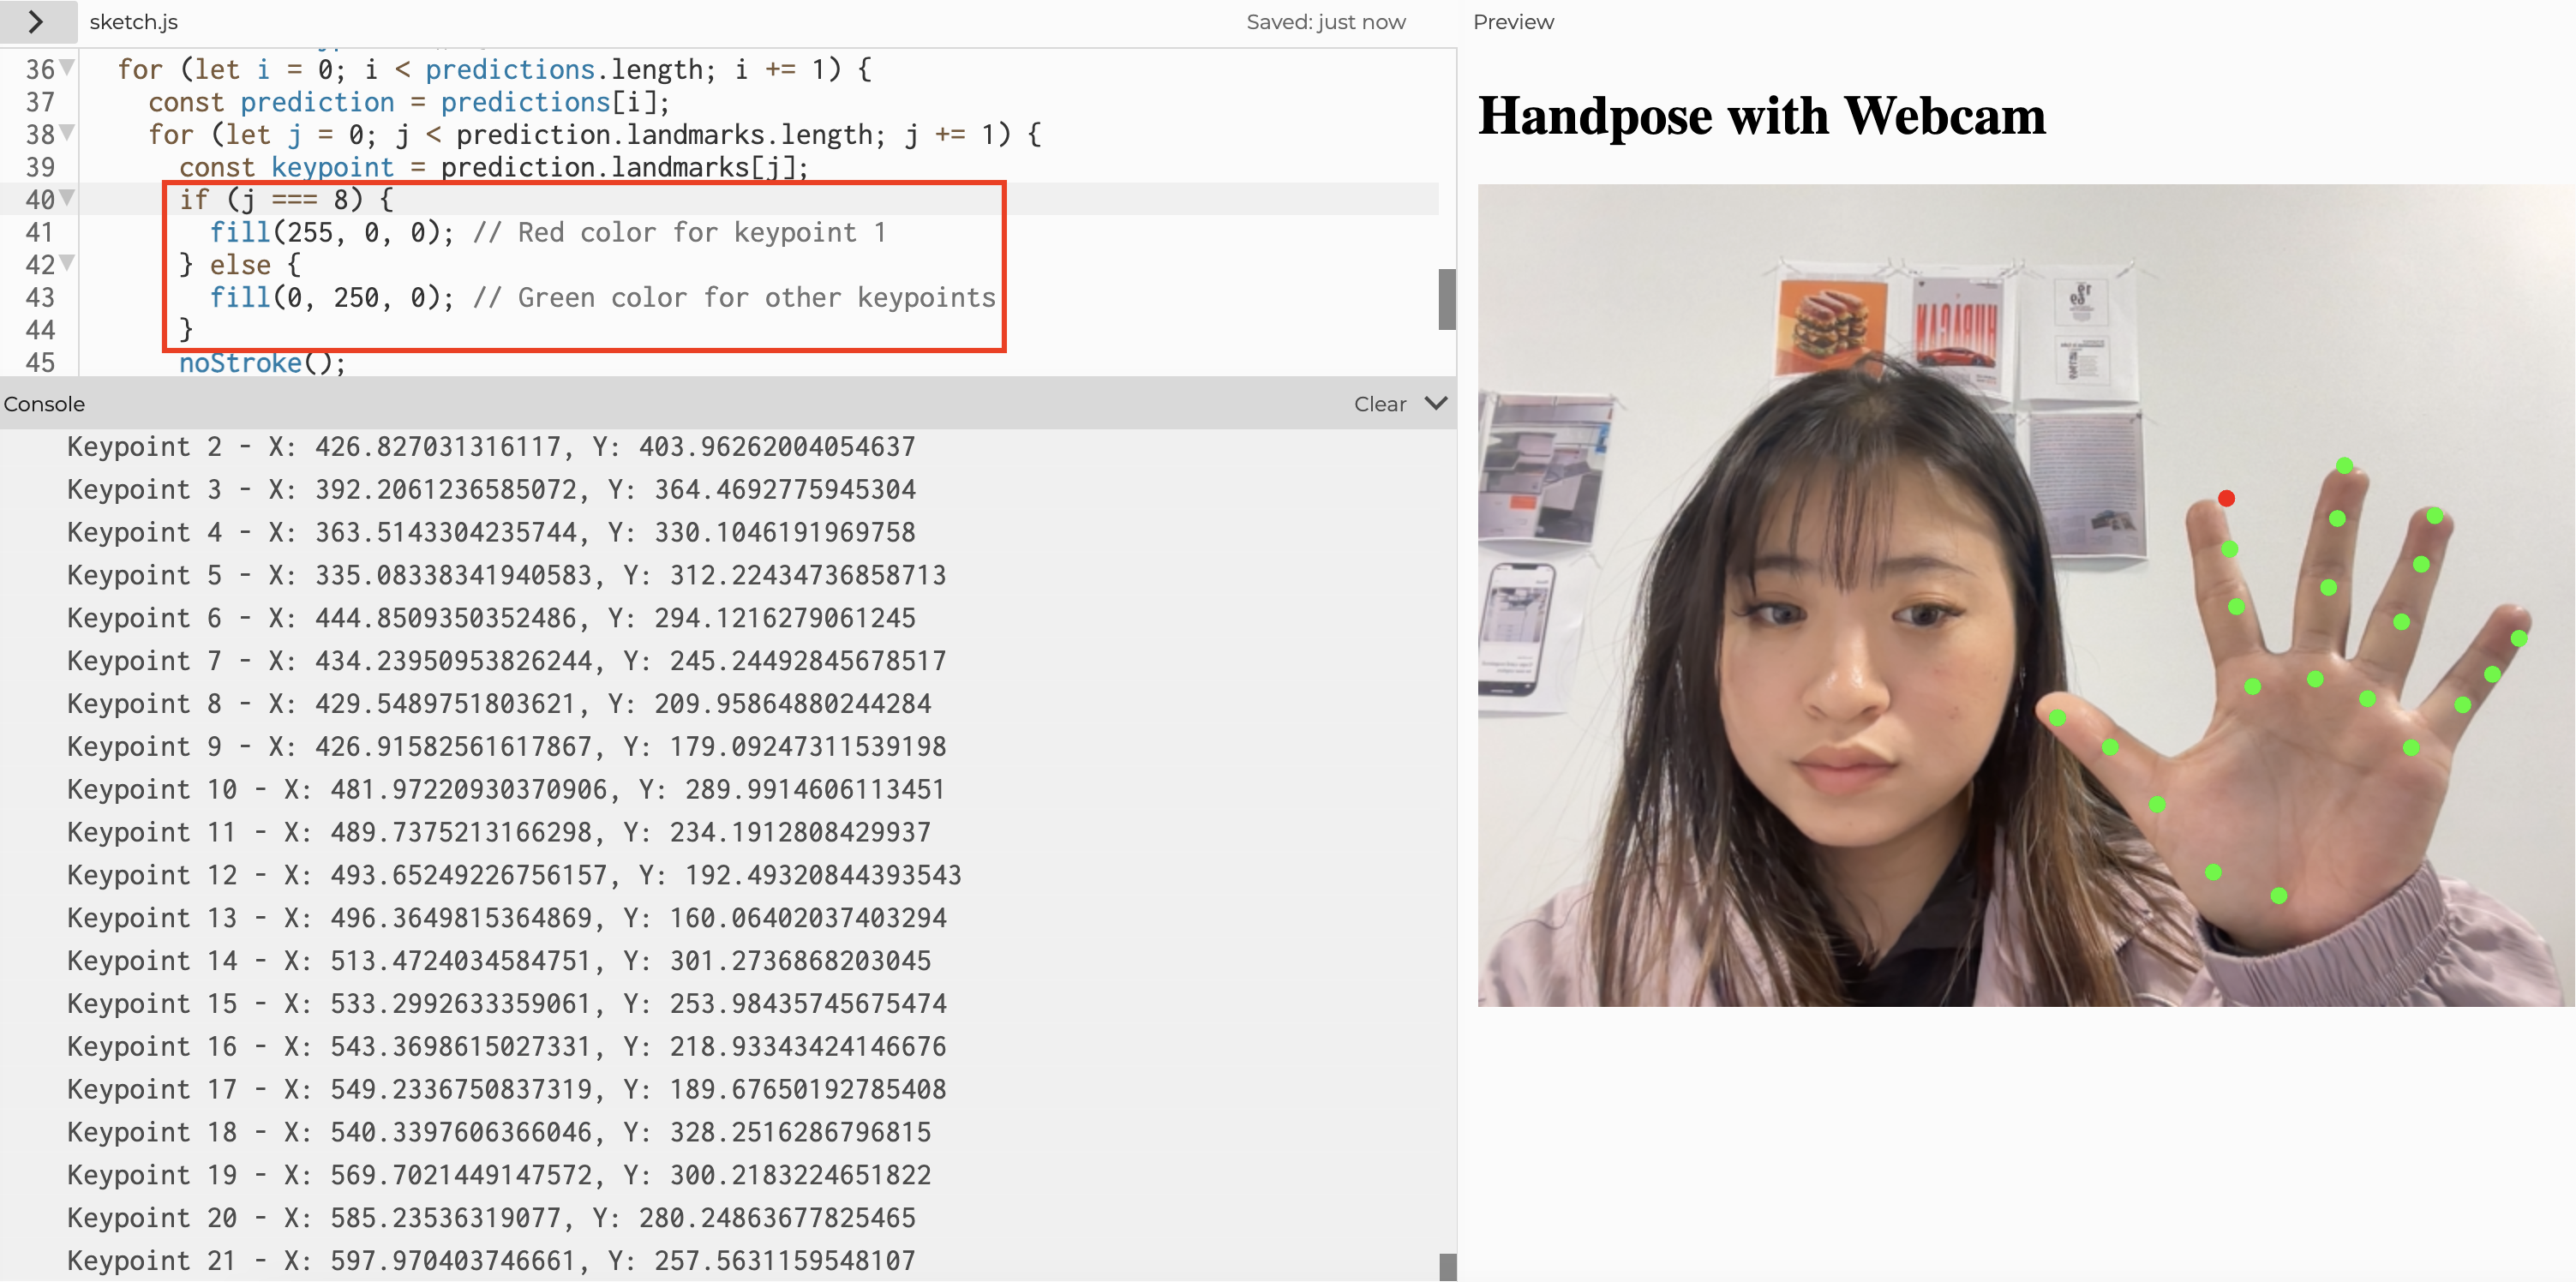 sketch.js
Saved: just now
Preview
36 for (let i = 0; i < predictions.length; i += 1) {
37 const prediction = predictions[i];
38 for (let j = 0; j < prediction.landmarks.length; j += 1) {
39 const keypoint = prediction.landmarks[j];
40 if (j === 8) {
41 fill(255, 0, 0); // Red color for keypoint 1
42 } else {
43 fill(0, 250, 0); // Green color for other keypoints
44 }
45 noStroke();
Console
Clear
Keypoint 2 - X: 426.827031316117, Y: 403.96262004054637
Keypoint 3 - X: 392.2061236585072, Y: 364.4692775945304
Keypoint 4 - X: 363.5143304235744, Y: 330.1046191969758
Keypoint 5 - X: 335.08338341940583, Y: 312.22434736858713
Keypoint 6 - X: 444.8509350352486, Y: 294.1216279061245
Keypoint 7 - X: 434.23950953826244, Y: 245.24492845678517
Keypoint 8 - X: 429.5489751803621, Y: 209.95864880244284
Keypoint 9 - X: 426.91582561617867, Y: 179.09247311539198
Keypoint 10 - X: 481.97220930370906, Y: 289.9914606113451
Keypoint 11 - X: 489.7375213166298, Y: 234.1912808429937
Keypoint 12 - X: 493.65249226756157, Y: 192.49320844393543
Keypoint 13 - X: 496.3649815364869, Y: 160.06402037403294
Keypoint 14 - X: 513.4724034584751, Y: 301.2736868203045
Keypoint 15 - X: 533.2992633359061, Y: 253.98435745675474
Keypoint 16 - X: 543.3698615027331, Y: 218.93343424146676
Keypoint 17 - X: 549.2336750837319, Y: 189.67650192785408
Keypoint 18 - X: 540.3397606366046, Y: 328.2516286796815
Keypoint 19 - X: 569.7021449147572, Y: 300.2183224651822
Keypoint 20 - X: 585.23536319077, Y: 280.24863677825465
Keypoint 21 - X: 597.970403746661, Y: 257.5631159548107
Handpose with Webcam
HURACAN
1969